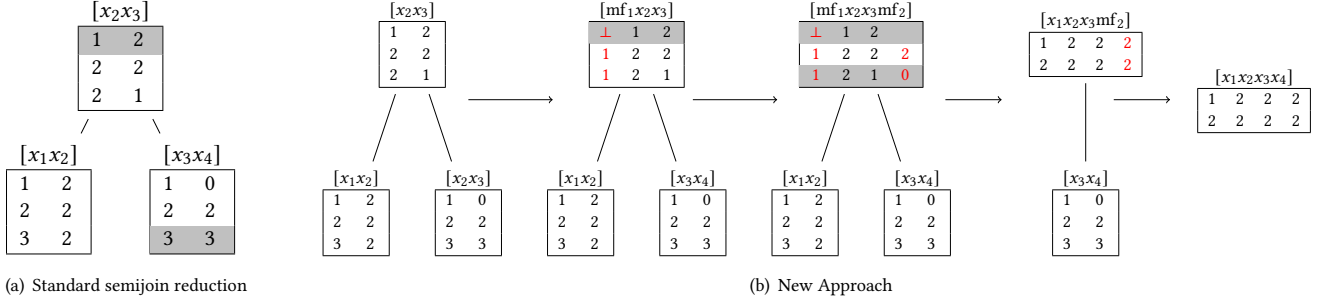 [x₂x₃]
1 2
2 2
2 1
[x₁x₂]
1 2
2 2
3 2
[x₃x₄]
1 0
2 2
3 3
(a) Standard semijoin reduction
[x₂x₃]
1 2
2 2
2 1
[x₁x₂]
1 2
2 2
3 2
[x₂x₃]
1 0
2 2
3 3
[mf₁x₂x₃]
⊥ 1 2
1 2 2
1 2 1
[x₁x₂]
1 2
2 2
3 2
[x₃x₄]
1 0
2 2
3 3
[mf₁x₂x₃mf₂]
⊥ 1 2
1 2 2 2
1 2 1 0
[x₁x₂]
1 2
2 2
3 2
[x₃x₄]
1 0
2 2
3 3
[x₁x₂x₃mf₂]
1 2 2 2
2 2 2 2
[x₃x₄]
1 0
2 2
3 3
[x₁x₂x₃x₄]
1 2 2 2
2 2 2 2
(b) New Approach